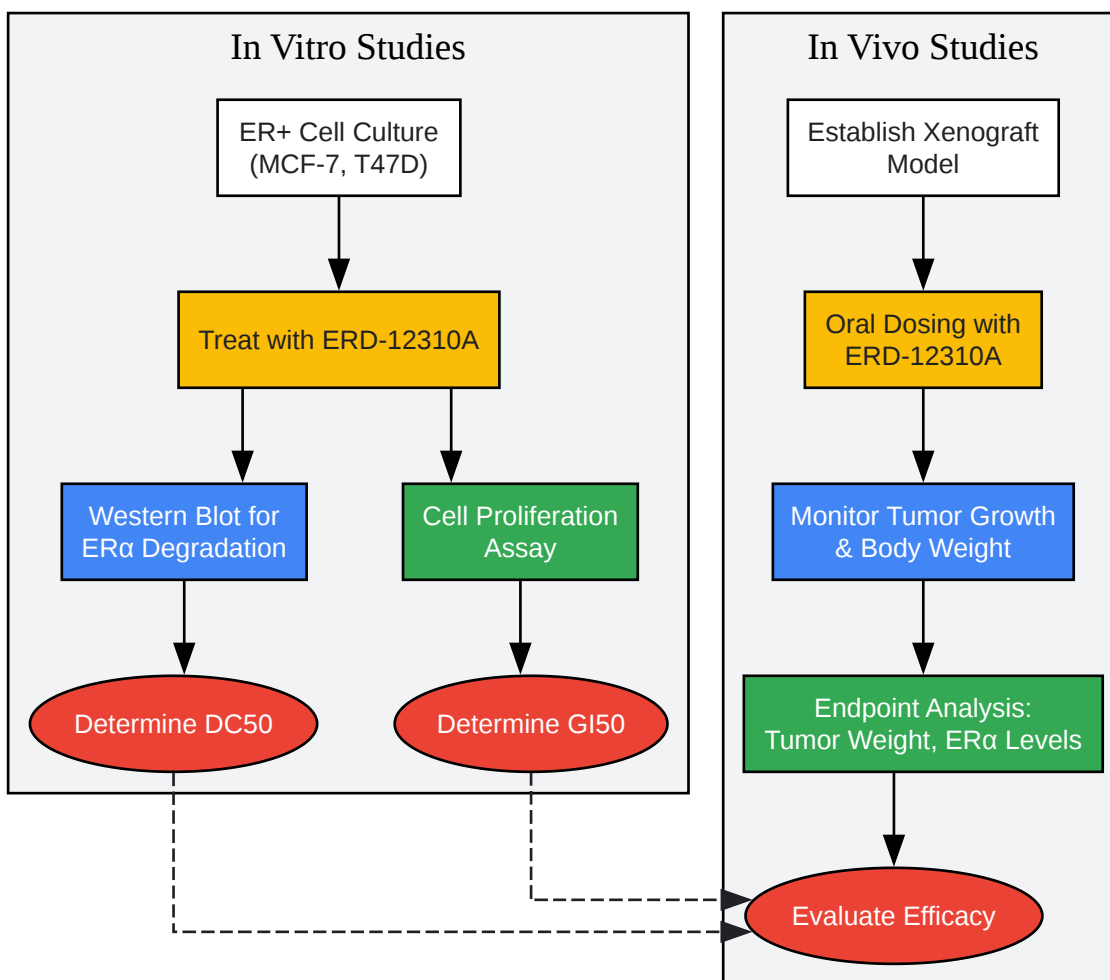 In Vitro Studies
ER+ Cell Culture
(MCF-7, T47D)
Treat with ERD-12310A
Western Blot for
ERα Degradation
Cell Proliferation
Assay
Determine DC50
Determine GI50
In Vivo Studies
Establish Xenograft
Model
Oral Dosing with
ERD-12310A
Monitor Tumor Growth
& Body Weight
Endpoint Analysis:
Tumor Weight, ERα Levels
Evaluate Efficacy